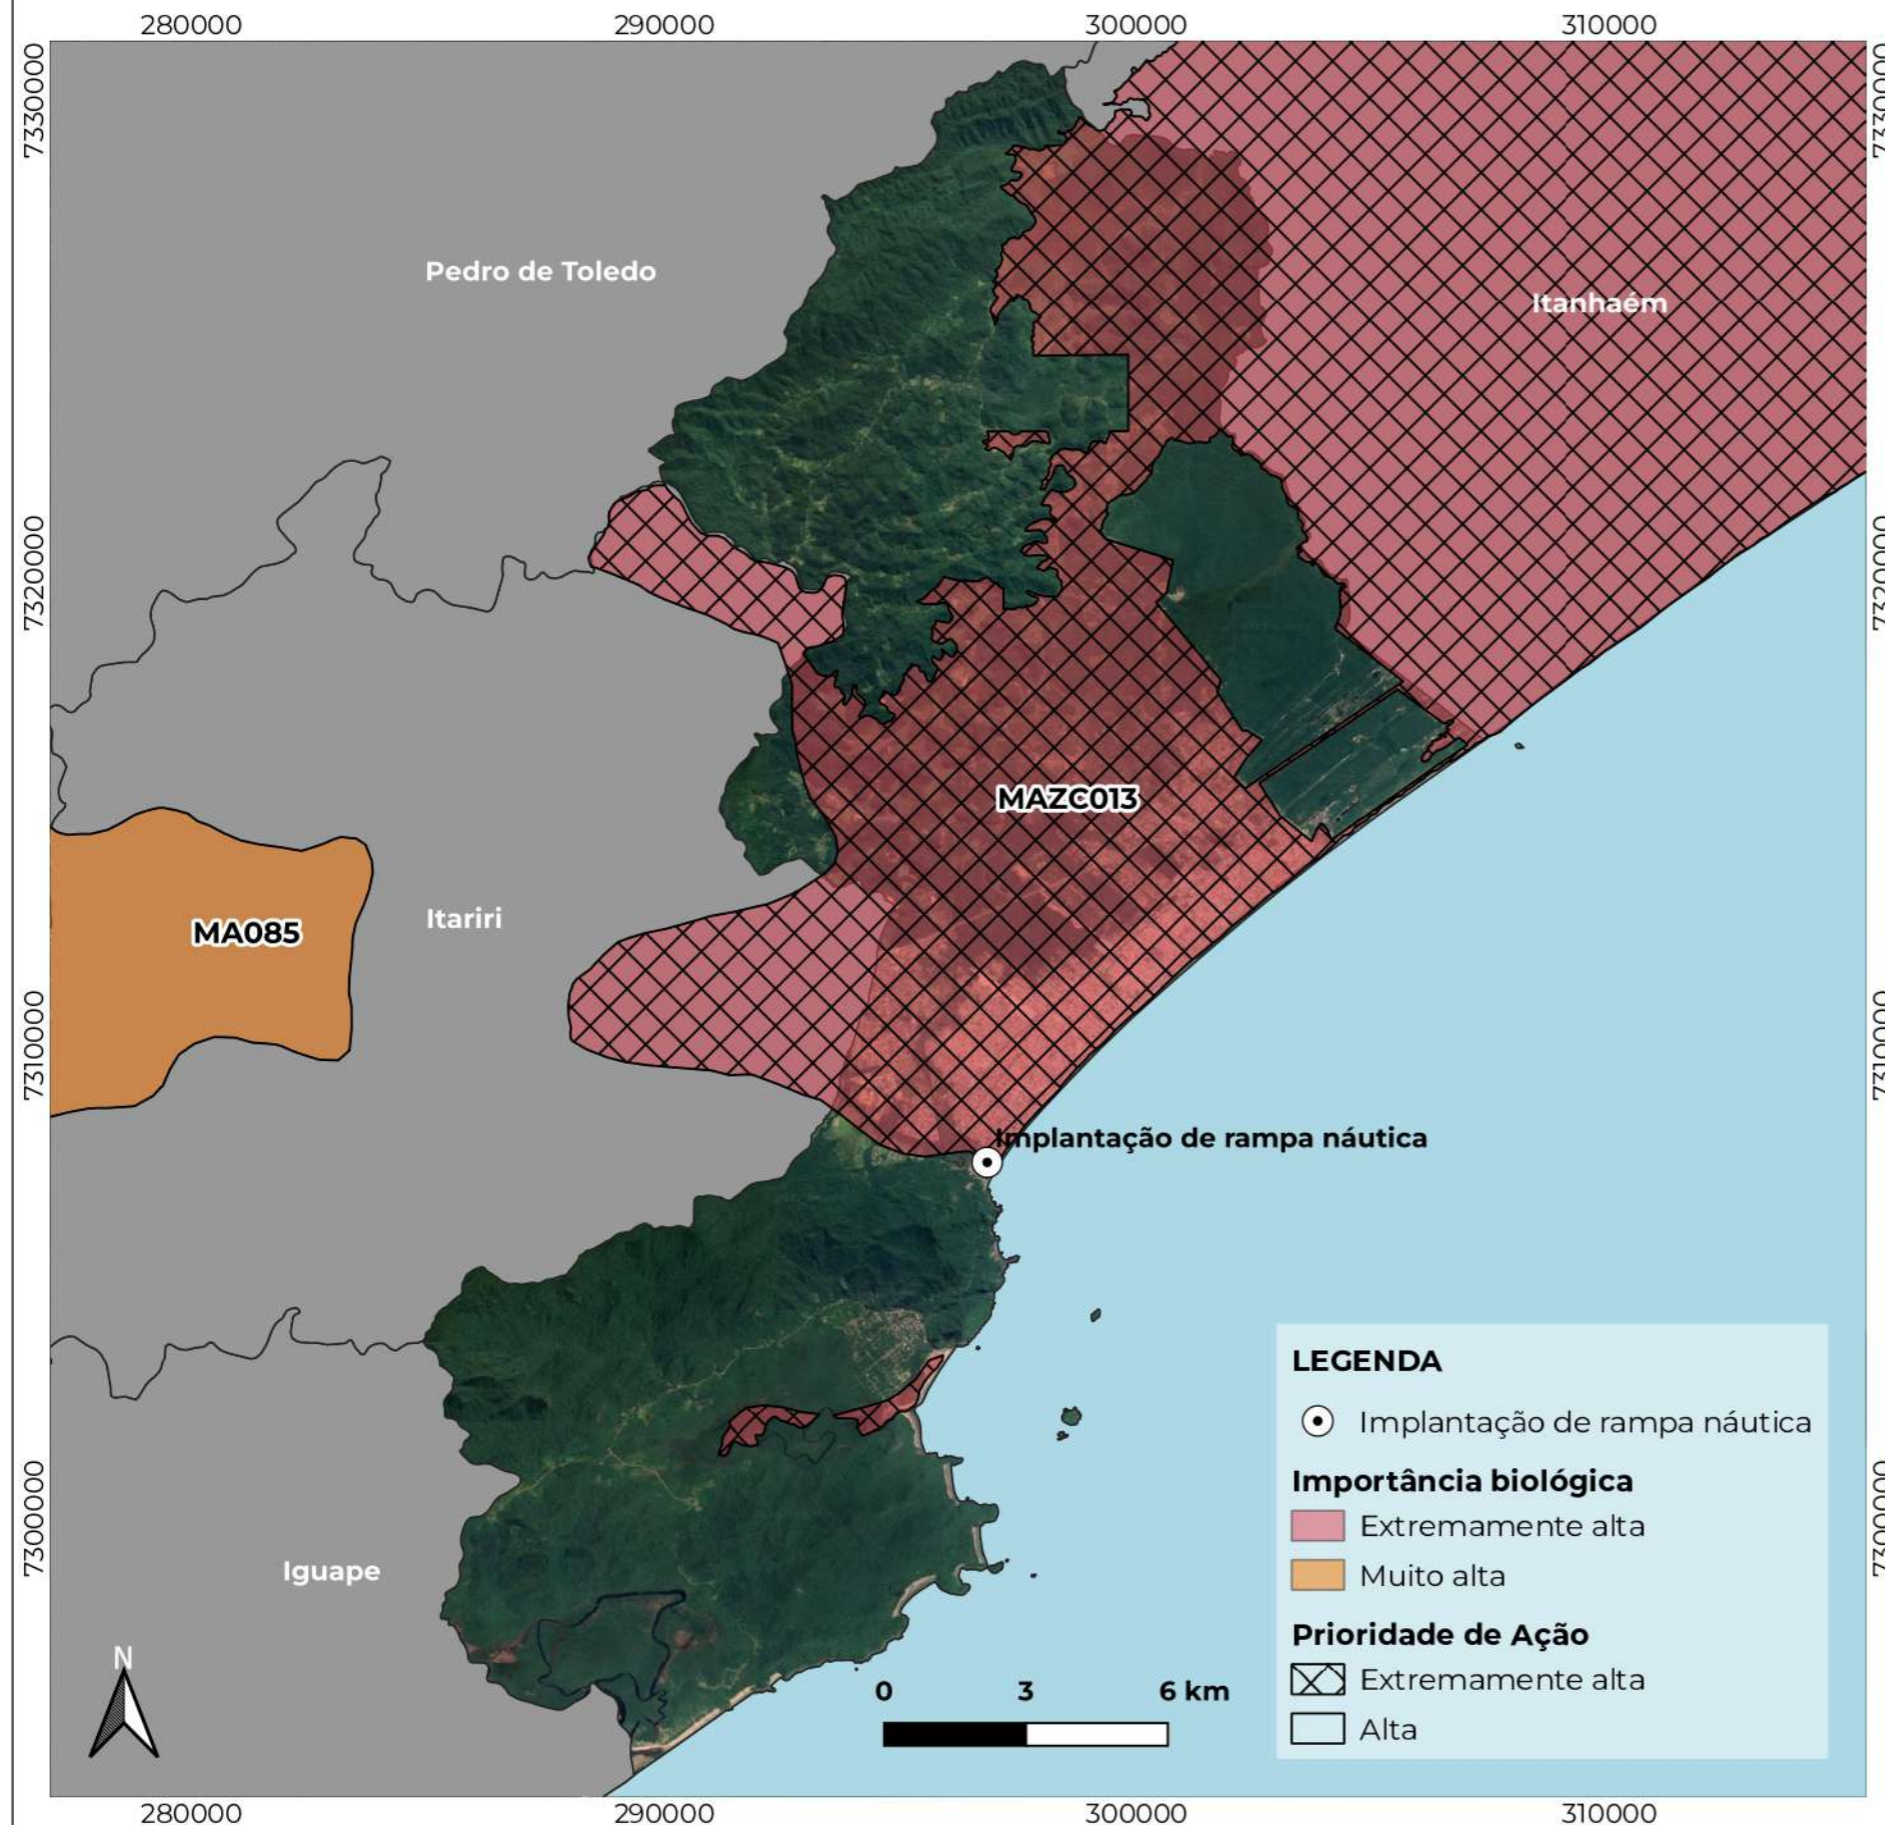 280000
290000
300000
310000
7330000
7330000
Pedro de Toledo
Itanhaém
7320000
7320000
MAZC013
MA085
Itariri
7310000
7310000
Implantação de rampa náutica
LEGENDA
Implantação de rampa náutica
Importância biológica
Extremamente alta
Muito alta
Prioridade de Ação
Extremamente alta
Alta
7300000
7300000
Iguape
N
0 3 6 km
280000
290000
300000
310000